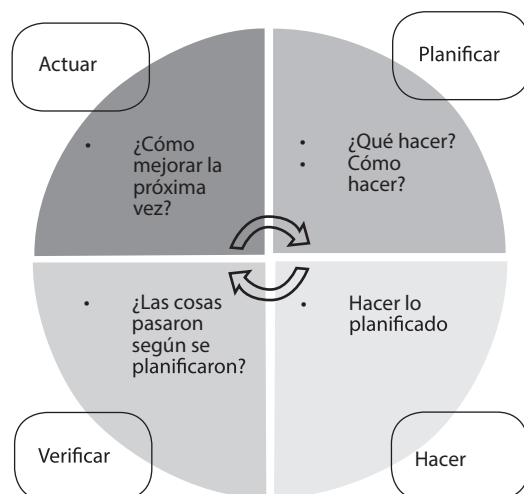 Actuar
Planificar
• ¿Cómo
mejorar la
próxima
vez?
• ¿Qué hacer?
• Cómo
hacer?
• ¿Las cosas
pasaron
según se
planificaron?
• Hacer lo
planificado
Verificar
Hacer